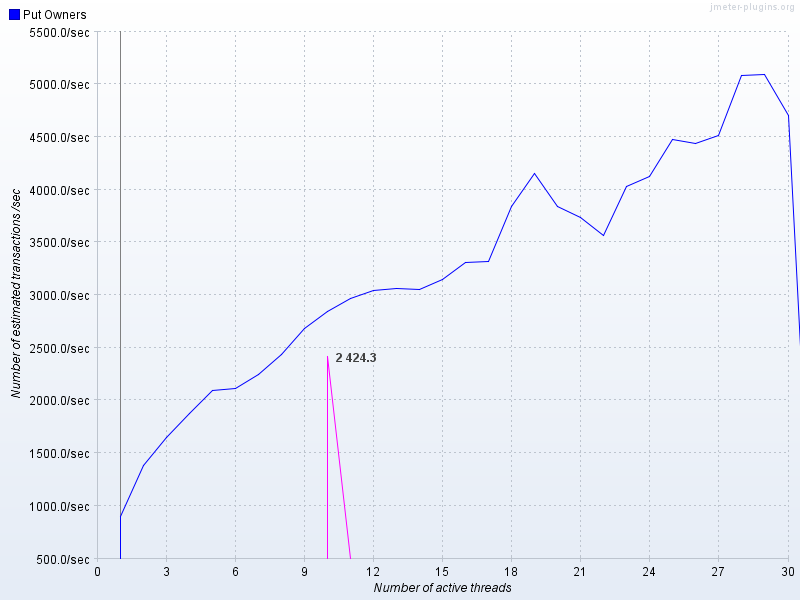 jmeter-plugins.org
Put Owners
5500.0/sec
5000.0/sec
4500.0/sec
4000.0/sec
3500.0/sec
3000.0/sec
2500.0/sec
2000.0/sec
1500.0/sec
1000.0/sec
500.0/sec
Number of estimated transactions /sec
2 424.3
0 3 6 9 12 15 18 21 24 27 30
Number of active threads